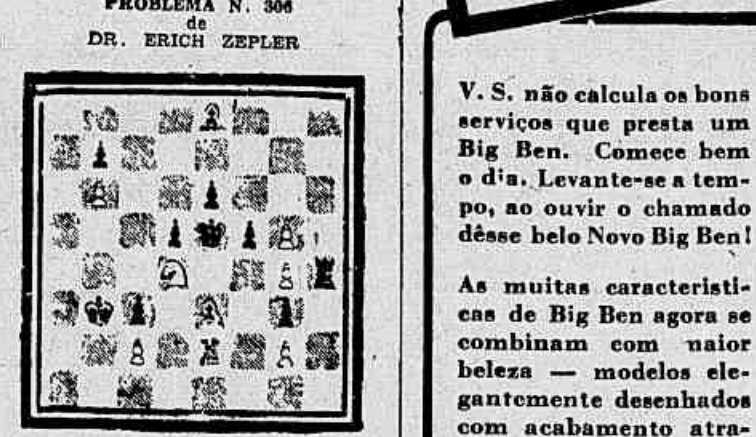 PROBLEMA N. 306
de
DR. ERICH ZEPLER
V. S. não calcula os bons
serviços que presta um
Big Ben. Comece bem
o dia. Levante-se a tem-
po, ao ouvir o chamado
dêsse belo Novo Big Ben!
As muitas caracteristi-
cas de Big Ben agora se
combinam com maior
beleza — modelos ele-
gantemente desenhados
com acabamento atra-